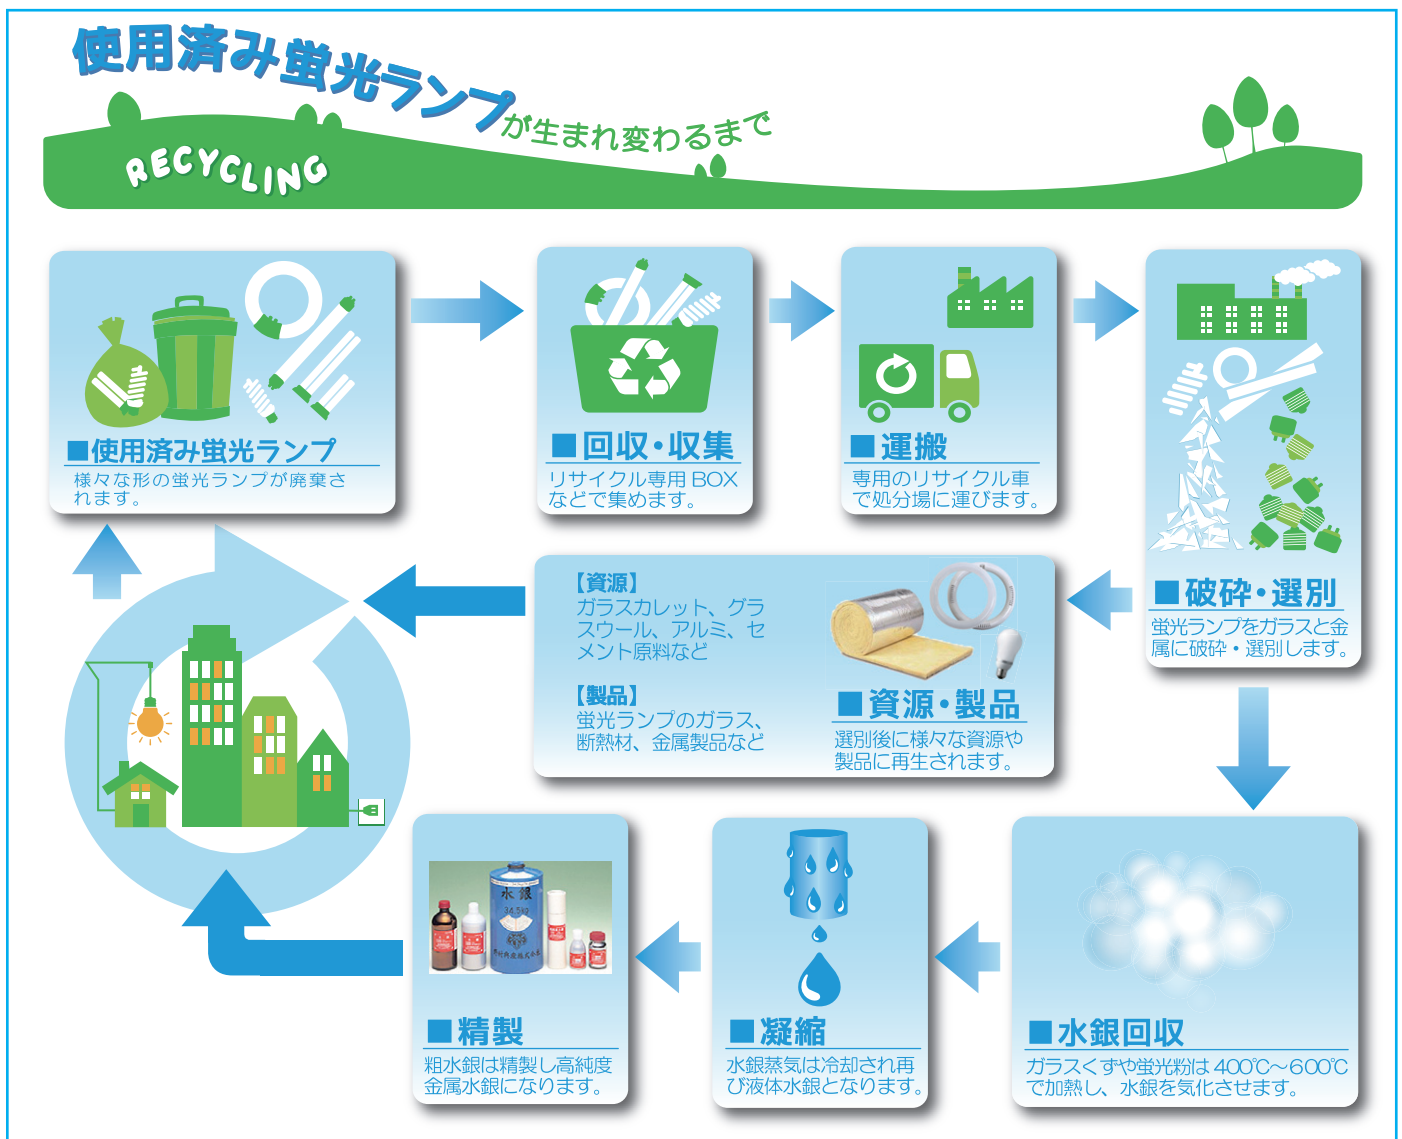 使用済み蛍光ランプが生まれ変わるまで
RECYCLING
■使用済み蛍光ランプ
様々な形の蛍光ランプが廃棄さ
れます。
■回収・収集
リサイクル専用BOX
などで集めます。
■運搬
専用のリサイクル車
で処分場に運びます。
■破砕・選別
蛍光ランプをガラスと金
属に破砕・選別します。
【資源】
ガラスカレット、グラ
スウール、アルミ、セ
メント原料など
【製品】
蛍光ランプのガラス、
断熱材、金属製品など
■資源・製品
選別後に様々な資源や
製品に再生されます。
■水銀回収
ガラスくずや蛍光粉は400℃～600℃
で加熱し、水銀を気化させます。
■凝縮
水銀蒸気は冷却され再
び液体水銀となります。
水銀
34.5kg
■精製
粗水銀は精製し高純度
金属水銀になります。